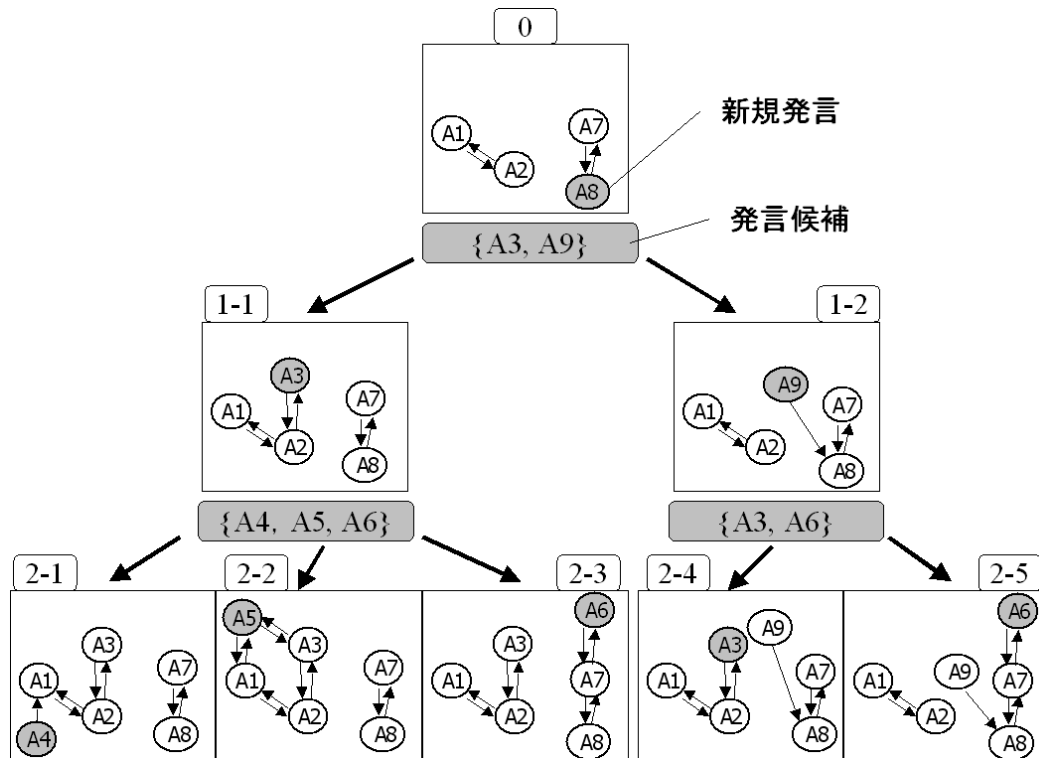 0
新規発言
A1
A7
A2
A8
発言候補
{A3, A9}
1-1
1-2
A3
A1
A7
A2
A8
A9
A1
A7
A2
A8
{A4, A5, A6}
{A3, A6}
2-1
2-2
2-3
2-4
2-5
A3
A1
A7
A2
A8
A4
A5
A3
A1
A7
A2
A8
A6
A3
A1
A7
A2
A8
A9
A3
A1
A7
A2
A8
A6
A9
A1
A7
A2
A8